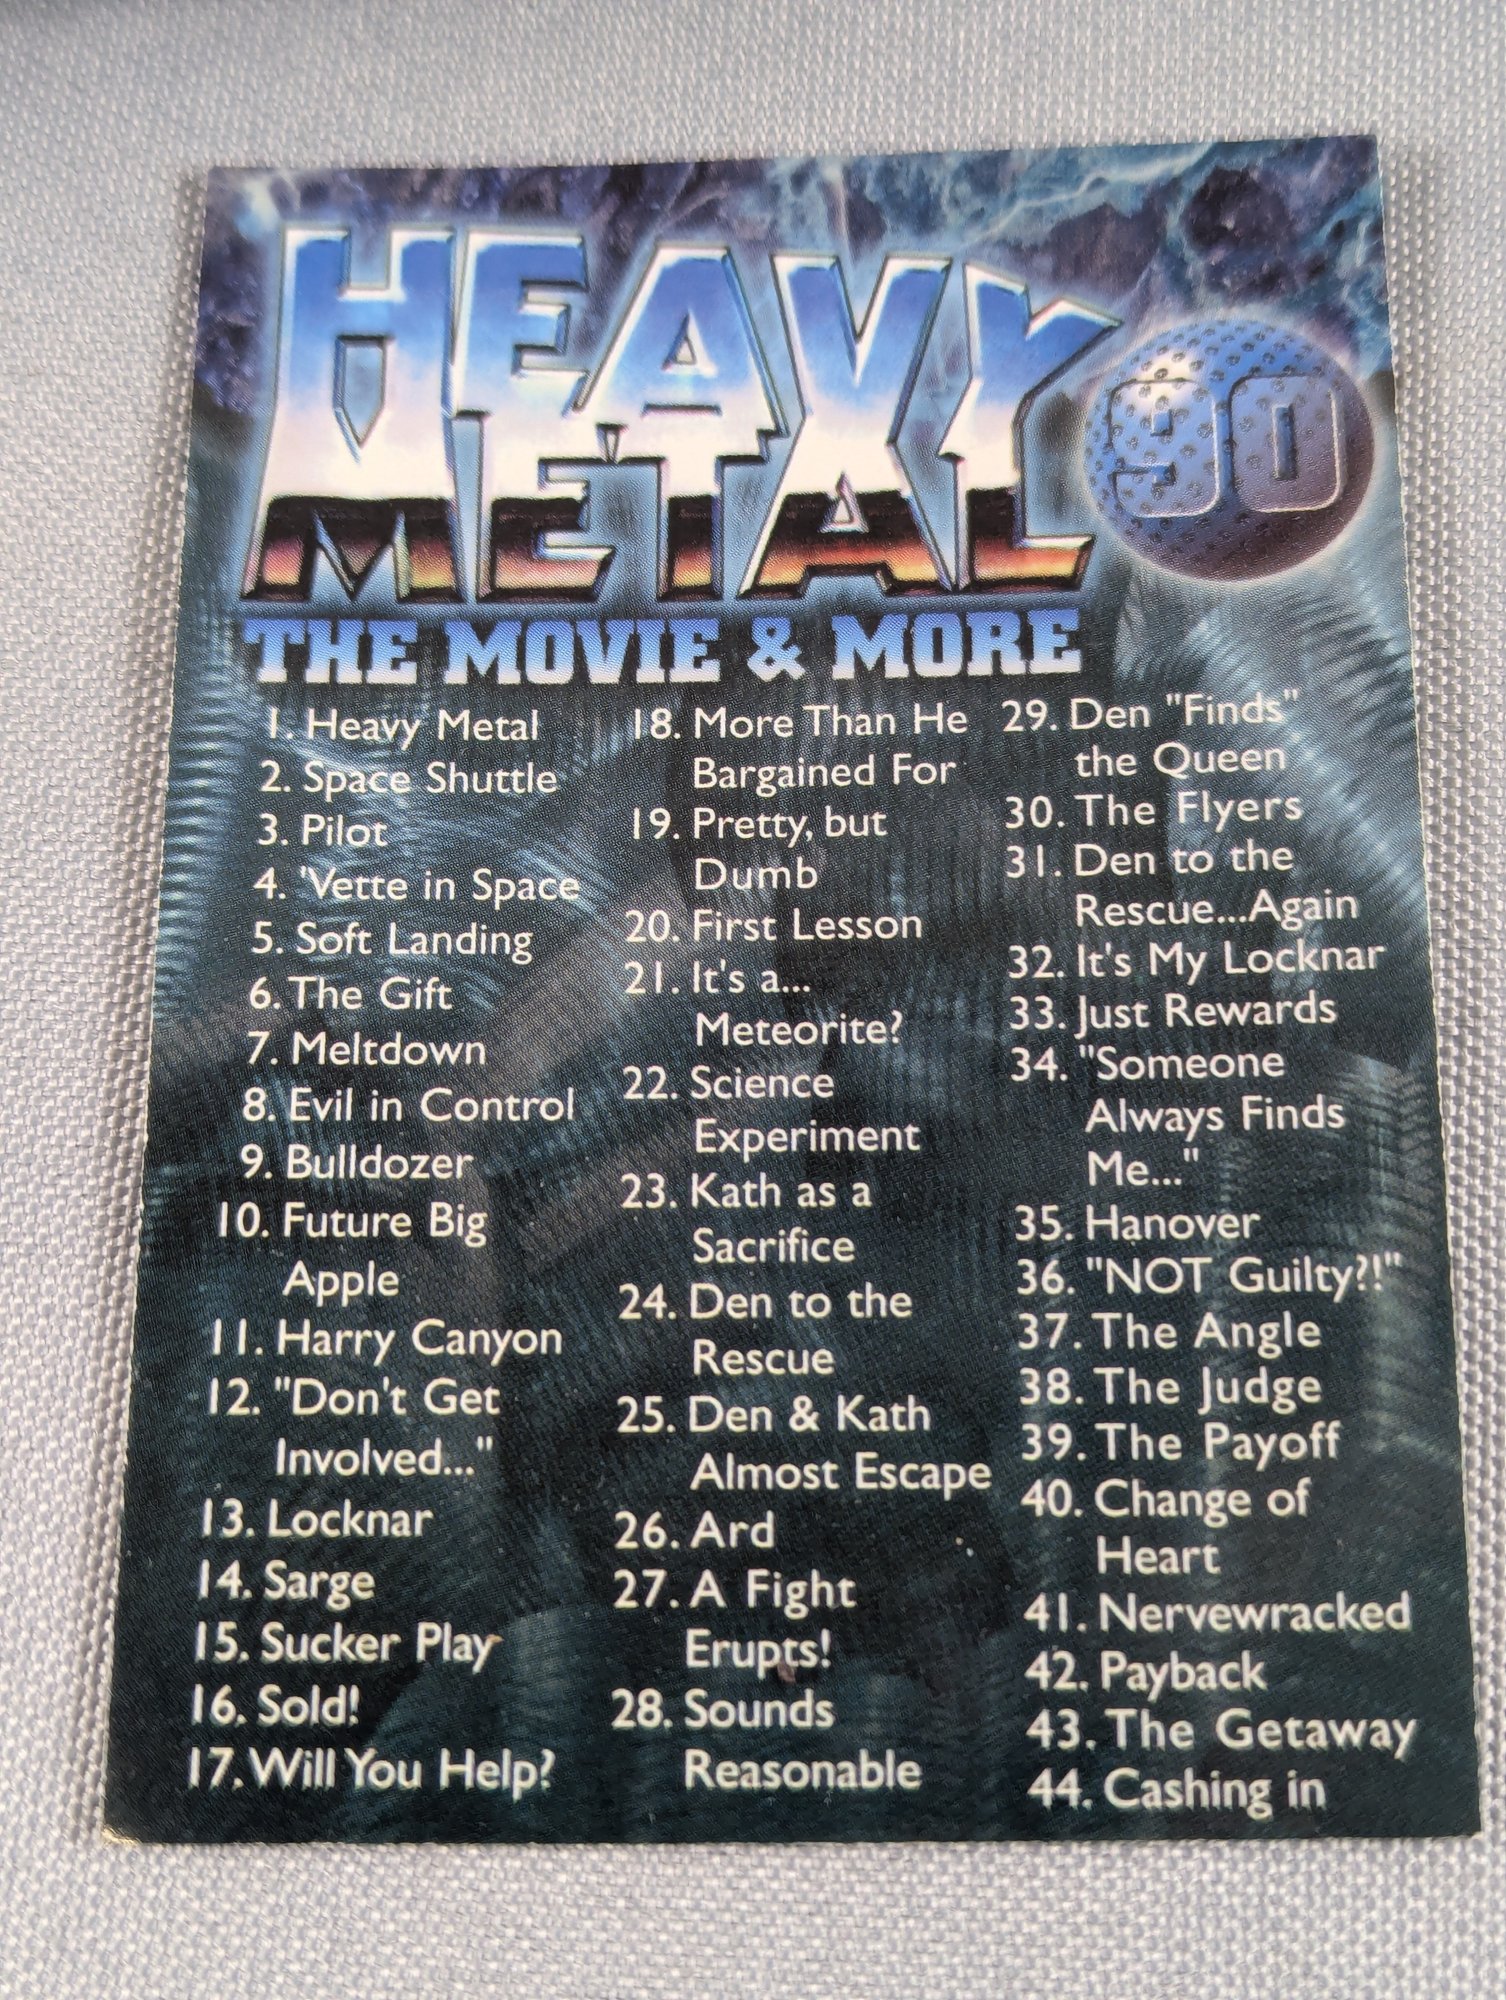 HEAVY
METAL
90
THE MOVIE & MORE
1. Heavy Metal
2. Space Shuttle
3. Pilot
4. 'Vette in Space
5. Soft Landing
6. The Gift
7. Meltdown
8. Evil in Control
9. Bulldozer
10. Future Big
Apple
11. Harry Canyon
12. "Don't Get
Involved..."
13. Locknar
14. Sarge
15. Sucker Play
16. Sold!
17. Will You Help?
18. More Than He
Bargained For
19. Pretty, but
Dumb
20. First Lesson
21. It's a...
Meteorite?
22. Science
Experiment
23. Kath as a
Sacrifice
24. Den to the
Rescue
25. Den & Kath
Almost Escape
26. Ard
27. A Fight
Erupts!
28. Sounds
Reasonable
29. Den "Finds"
the Queen
30. The Flyers
31. Den to the
Rescue...Again
32. It's My Locknar
33. Just Rewards
34. "Someone
Always Finds
Me..."
35. Hanover
36. "NOT Guilty?!"
37. The Angle
38. The Judge
39. The Payoff
40. Change of
Heart
41. Nervewracked
42. Payback
43. The Getaway
44. Cashing in